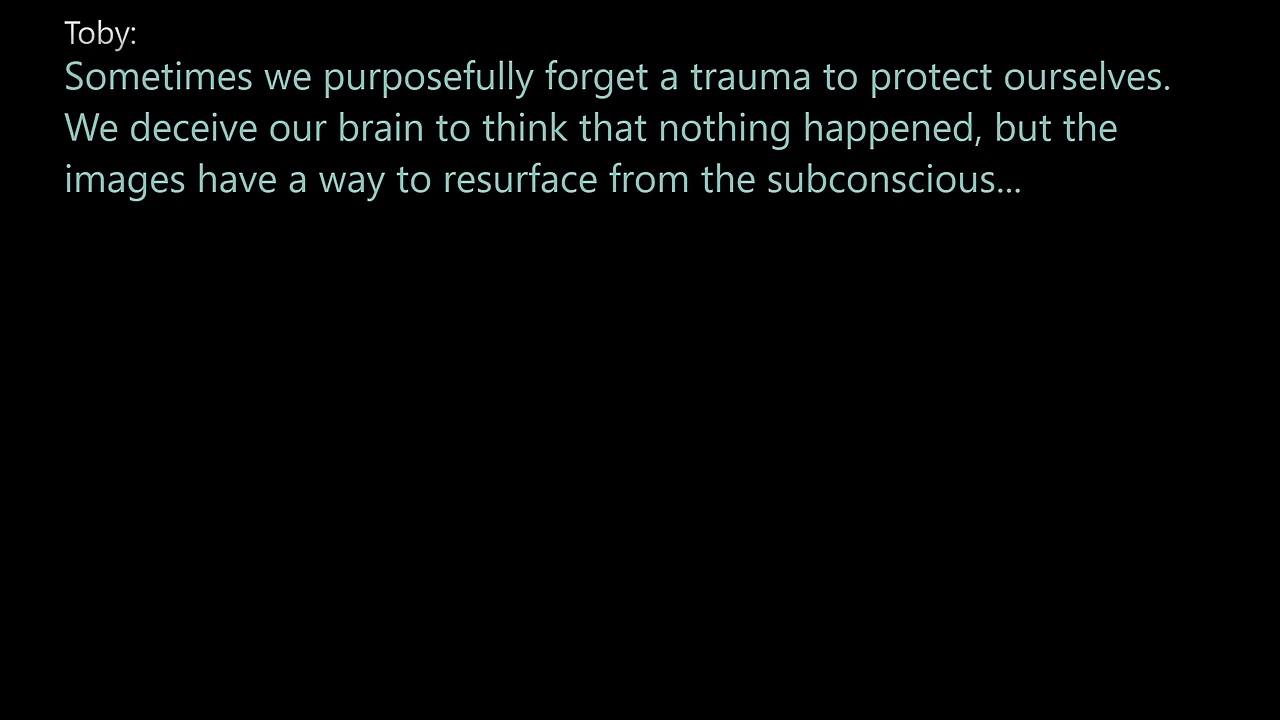 Toby:
Sometimes we purposefully forget a trauma to protect ourselves.
We deceive our brain to think that nothing happened, but the
images have a way to resurface from the subconscious...